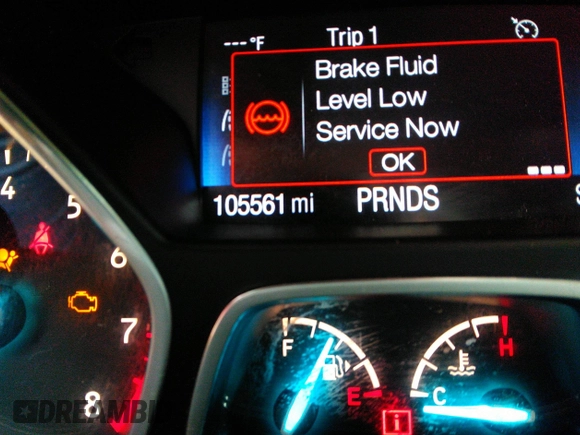 ---°F
Trip 1
Brake Fluid
Level Low
Service Now
OK
105561 mi
PRNDS
4
5
6
7
8
F
E
C
H
i